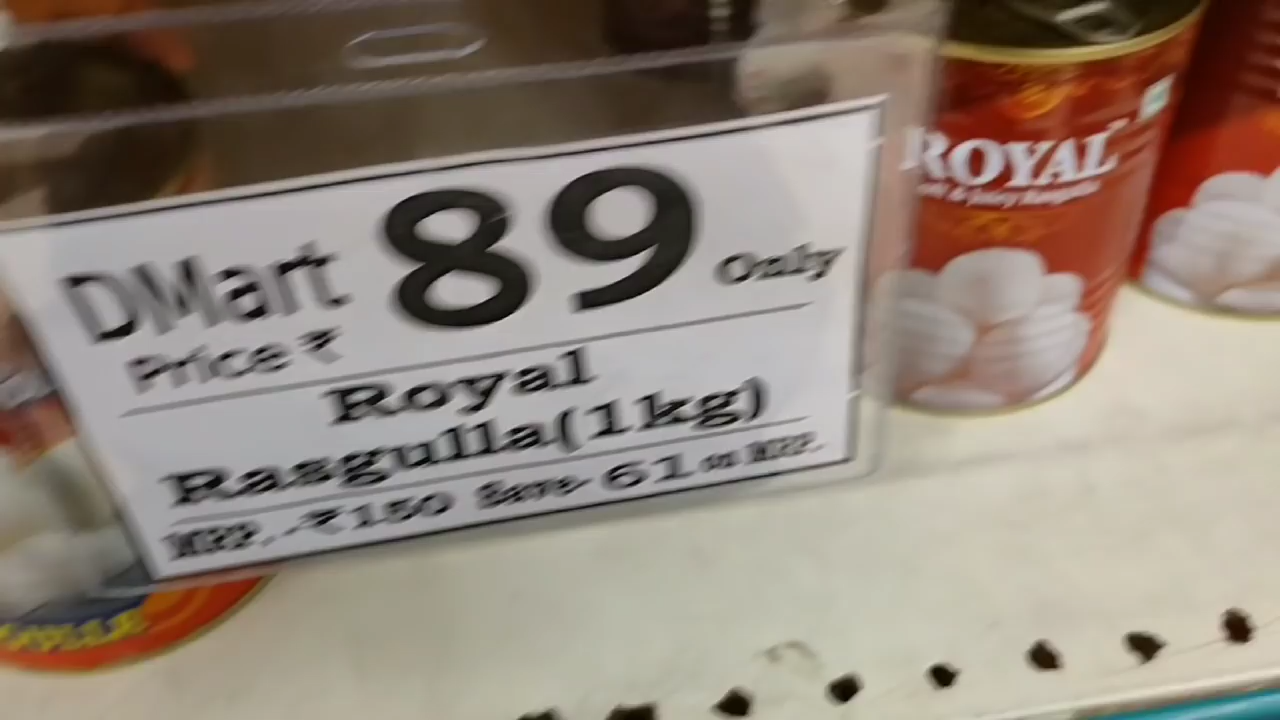 DMart
Price ₹
89 Only
Royal
Rasgulla(1kg)
MRP.-₹150 Save- 61 on MRP.
ROYAL